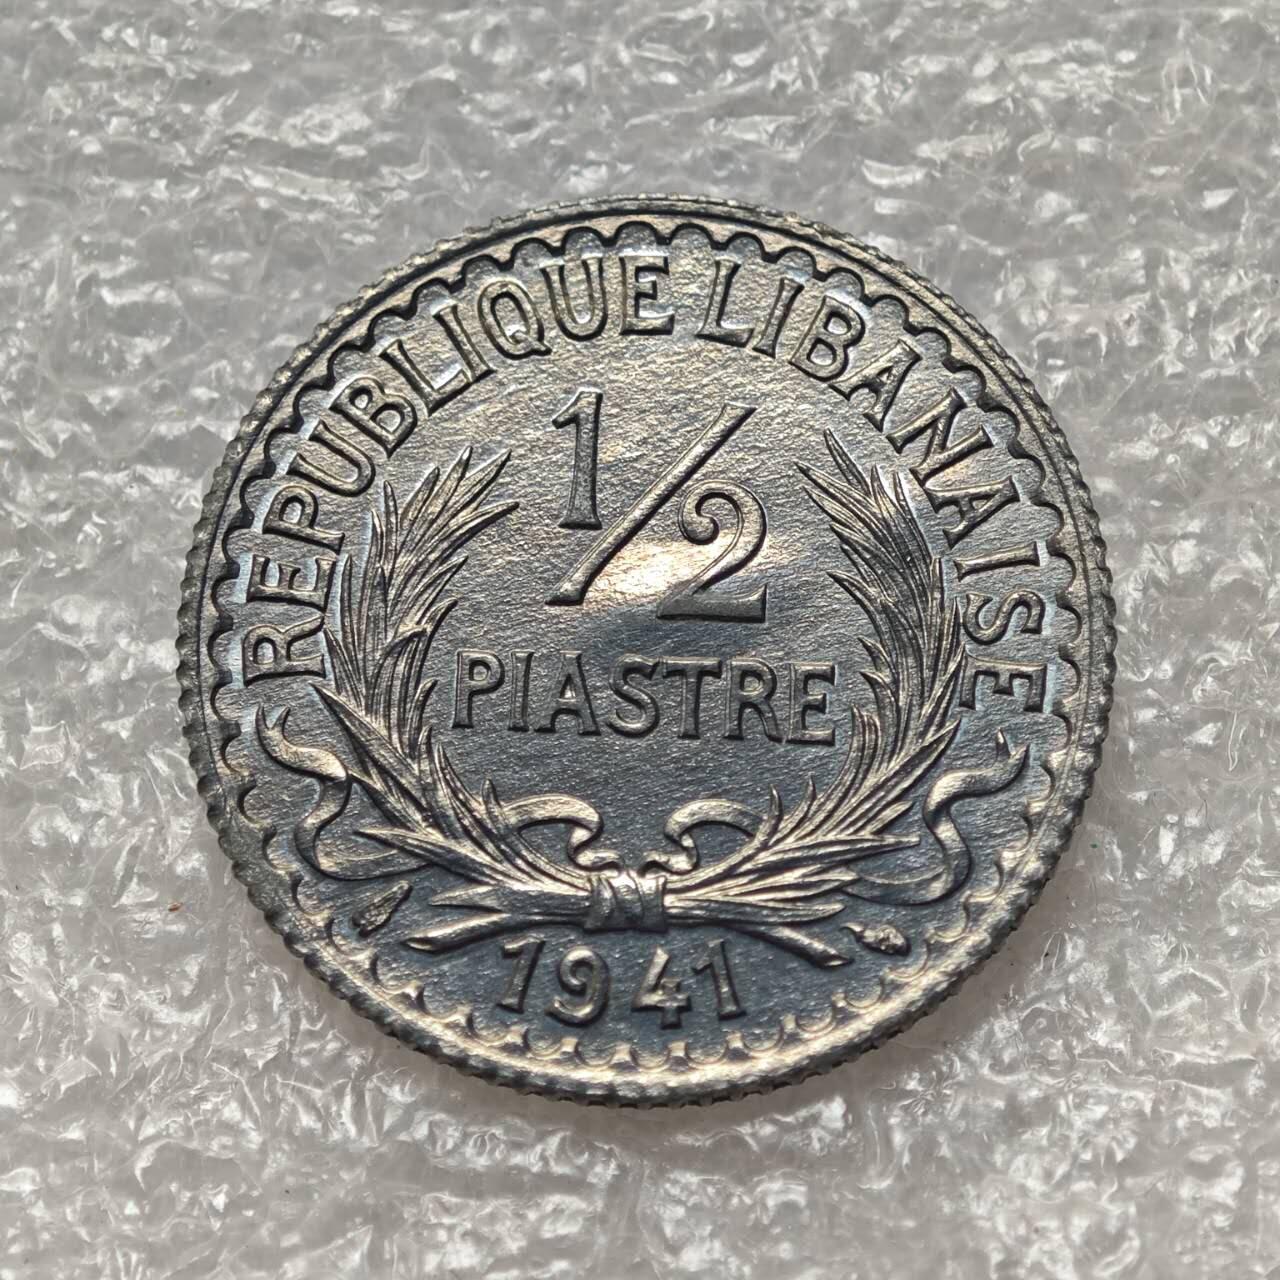 REPUBLIQUE LIBANAISE
1/2
PIASTRE
1941